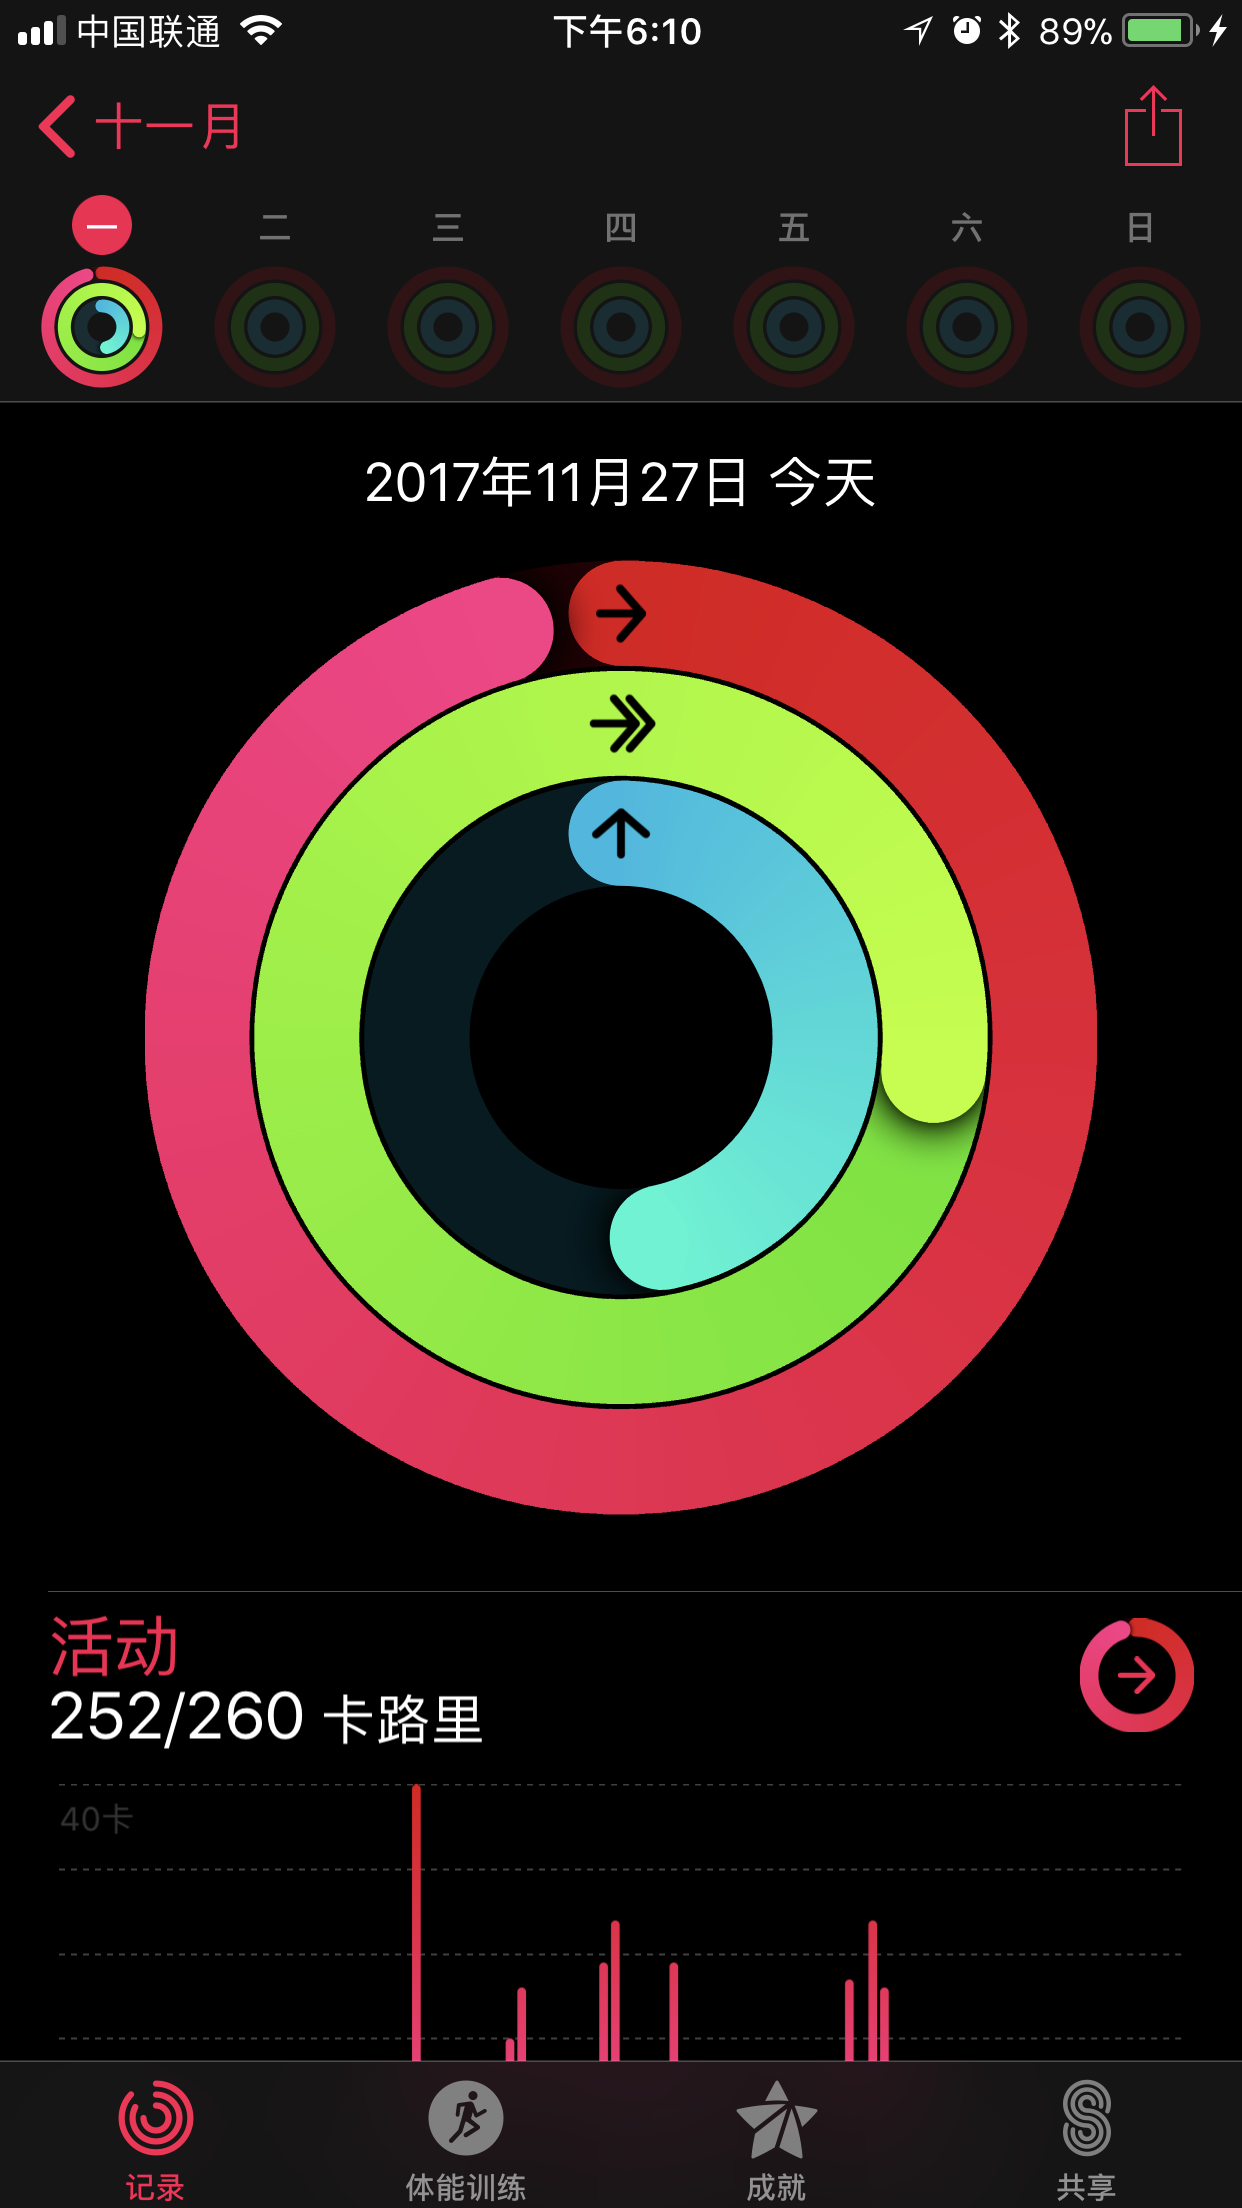 中国联通 下午6:10 89%
十一月
一 二 三 四 五 六 日
2017年11月27日 今天
活动
252/260 卡路里
40卡
记录 体能训练 成就 共享